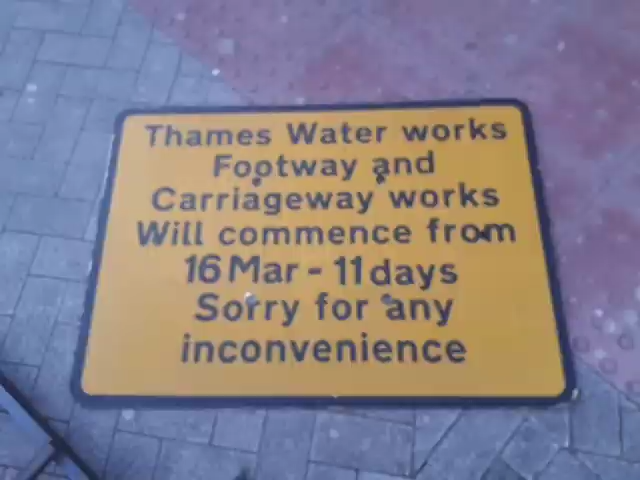 Thames Water works
Footway and
Carriageway works
Will commence from
16 Mar - 11 days
Sorry for any
inconvenience